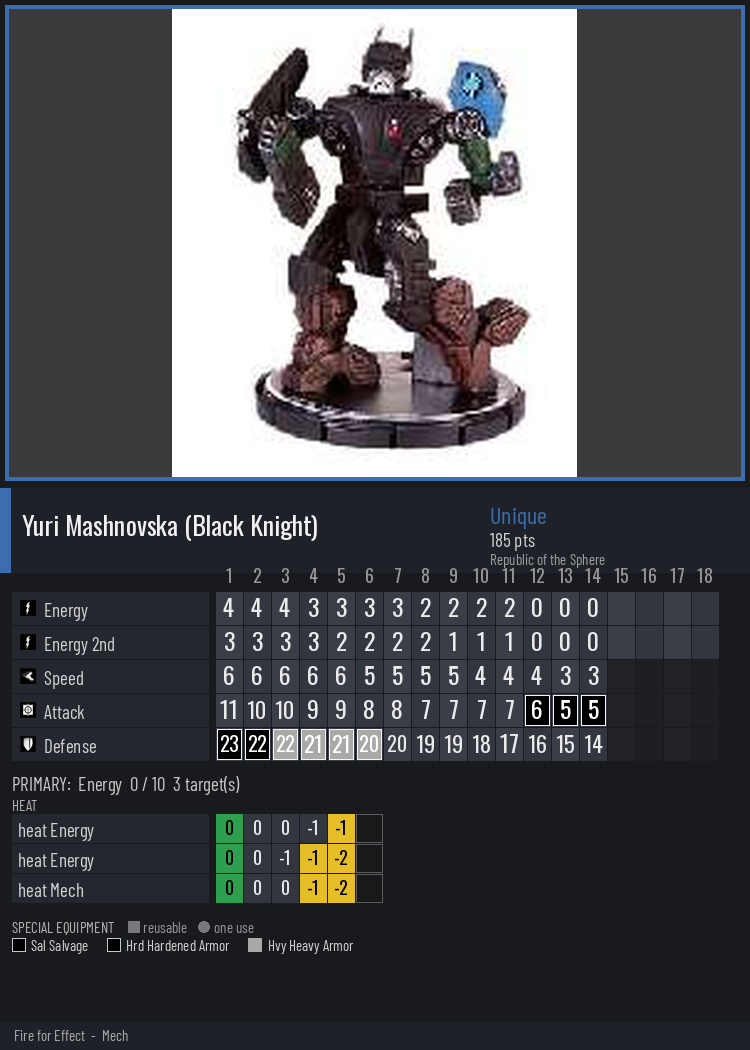 Yuri Mashnovska (Black Knight)
Unique
185 pts
Republic of the Sphere
1 2 3 4 5 6 7 8 9 10 11 12 13 14 15 16 17 18
Energy 4 4 4 3 3 3 3 2 2 2 2 0 0 0
Energy 2nd 3 3 3 3 2 2 2 2 1 1 1 0 0 0
Speed 6 6 6 6 6 5 5 5 5 4 4 4 3 3
Attack 11 10 10 9 9 8 8 7 7 7 7 6 5 5
Defense 23 22 22 21 21 20 20 19 19 18 17 16 15 14
PRIMARY: Energy 0 / 10 3 target(s)
HEAT
heat Energy 0 0 0 -1 -1
heat Energy 0 0 -1 -1 -2
heat Mech 0 0 0 -1 -2
SPECIAL EQUIPMENT reusable one use
Sal Salvage Hrd Hardened Armor Hvy Heavy Armor
Fire for Effect - Mech